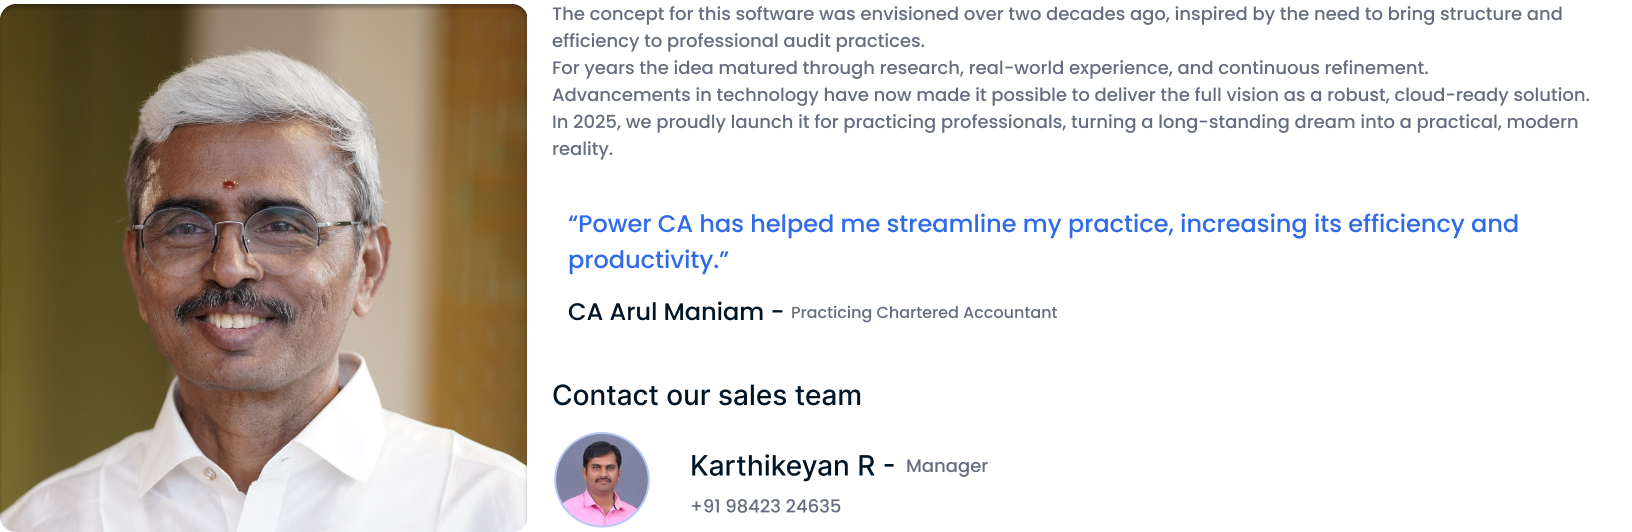 The concept for this software was envisioned over two decades ago, inspired by the need to bring structure and
efficiency to professional audit practices.
For years the idea matured through research, real-world experience, and continuous refinement.
Advancements in technology have now made it possible to deliver the full vision as a robust, cloud-ready solution.
In 2025, we proudly launch it for practicing professionals, turning a long-standing dream into a practical, modern
reality.
“Power CA has helped me streamline my practice, increasing its efficiency and
productivity.”
CA Arul Maniam - Practicing Chartered Accountant
Contact our sales team
Karthikeyan R - Manager
+91 98423 24635